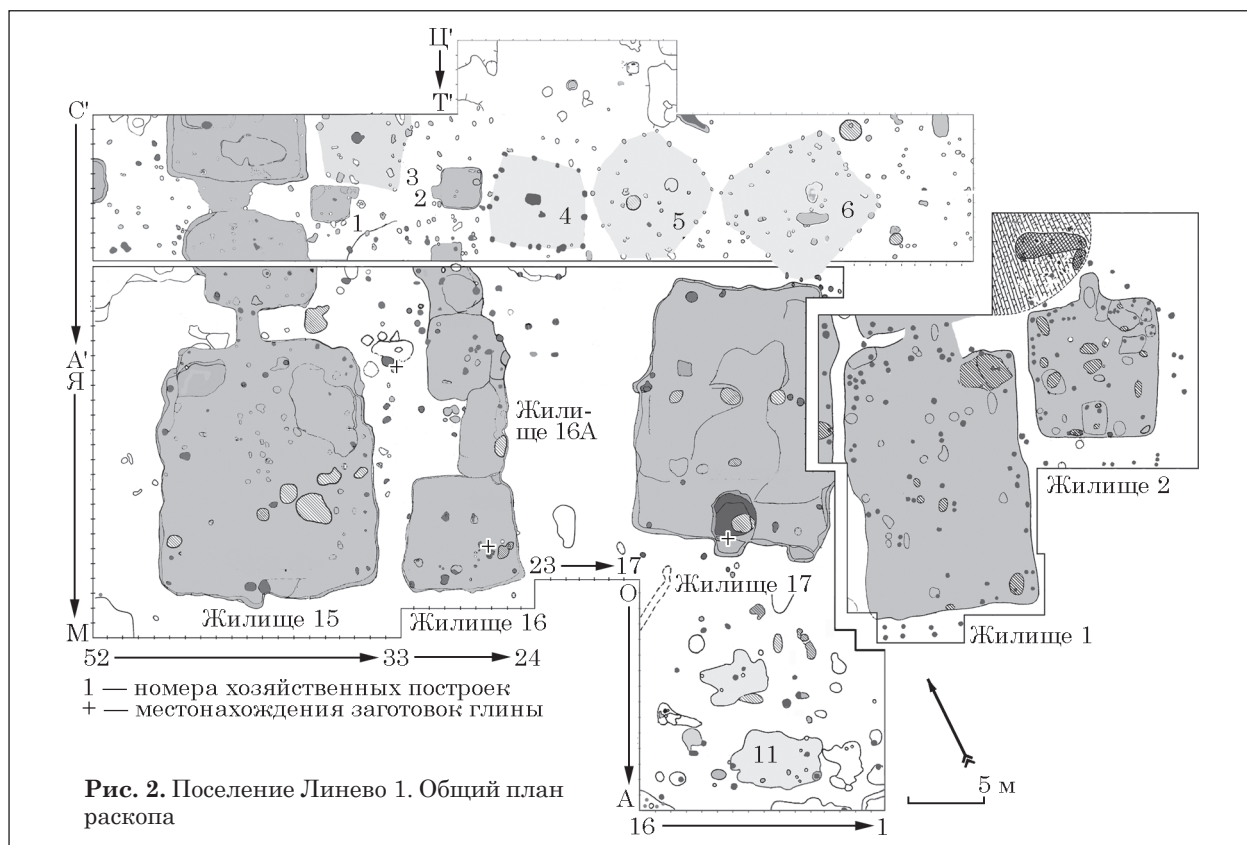 Ц'
Т'
С'
3
2
1
4
5
6
А'
Я
Жили-
ще 16А
Жилище 2
23 17
О
Жилище 17
Жилище 15
Жилище 16
Жилище 1
М
52 33 24
1 — номера хозяйственных построек
+ — местонахождения заготовок глины
11
Рис. 2. Поселение Линево 1. Общий план
раскопа
А
5 м
16 1